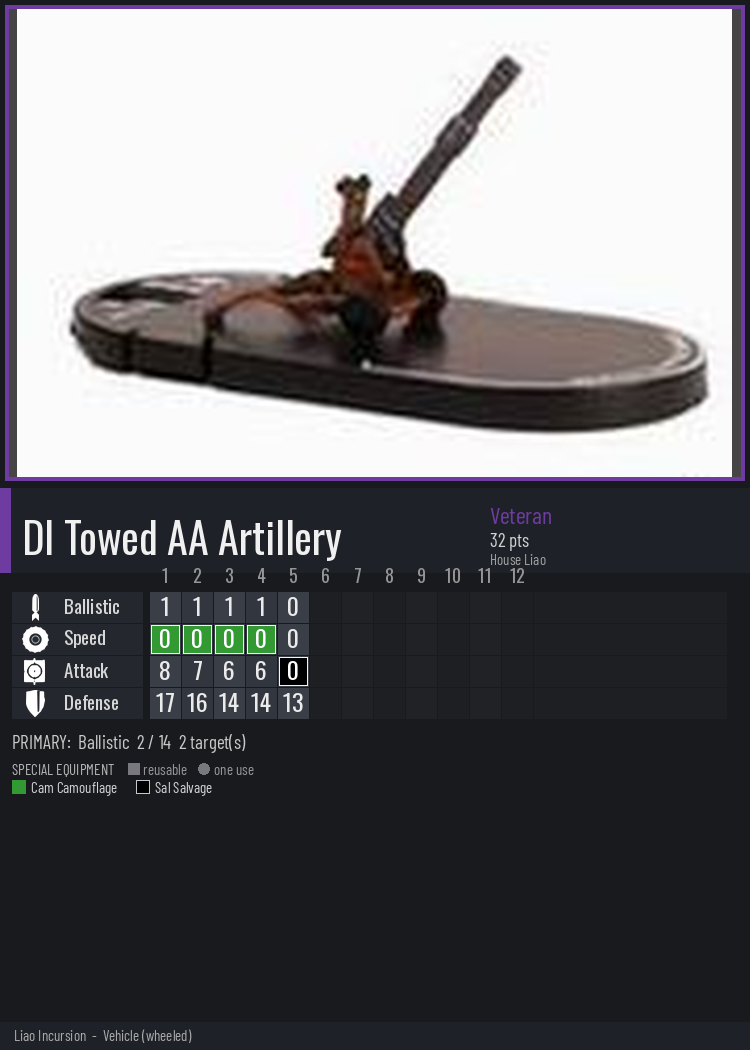 DI Towed AA Artillery
Veteran
32 pts
House Liao
1 2 3 4 5 6 7 8 9 10 11 12
Ballistic 1 1 1 1 0
Speed 0 0 0 0 0
Attack 8 7 6 6 0
Defense 17 16 14 14 13
PRIMARY: Ballistic 2 / 14 2 target(s)
SPECIAL EQUIPMENT reusable one use
Cam Camouflage Sal Salvage
Liao Incursion - Vehicle (wheeled)